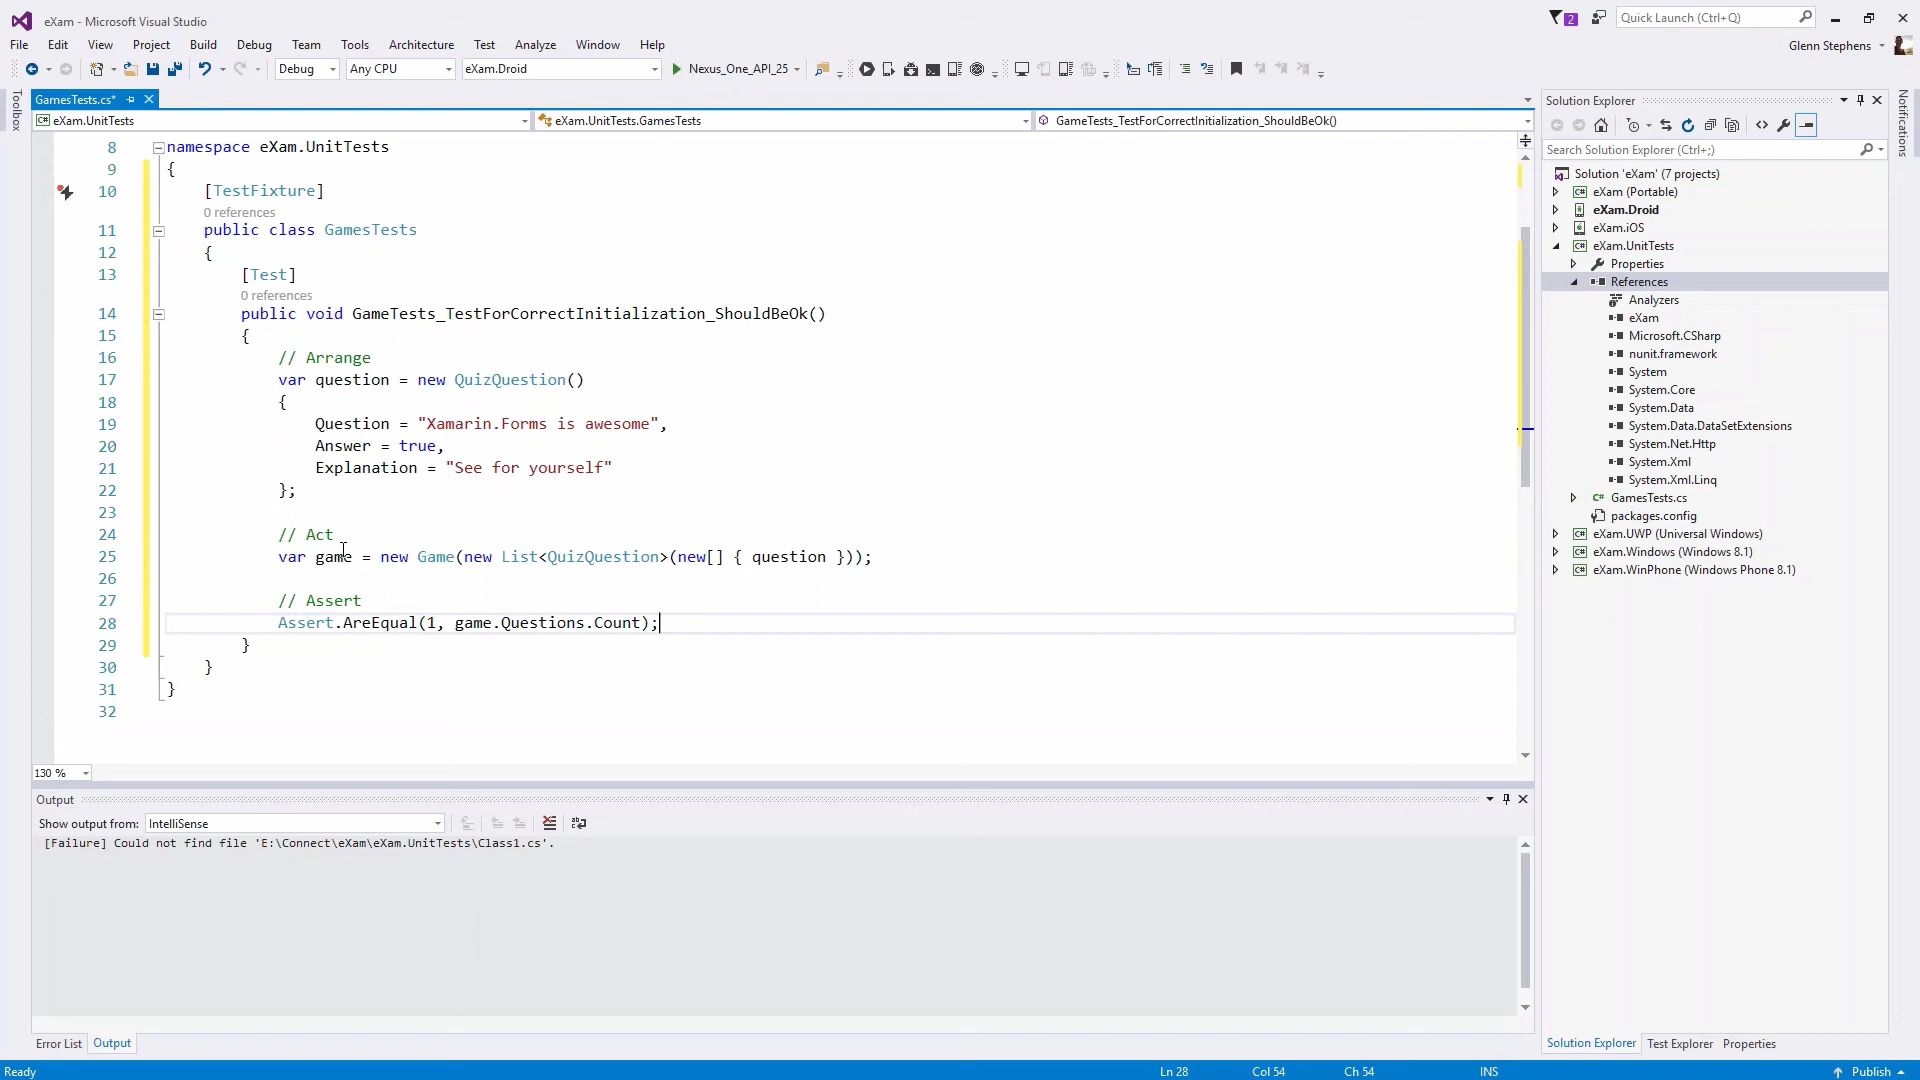 eXam - Microsoft Visual Studio
2
Quick Launch (Ctrl+Q)
File Edit View Project Build Debug Team Tools Architecture Test Analyze Window Help
Glenn Stephens
Debug Any CPU eXam.Droid Nexus_One_API_25
Toolbox
GamesTests.cs*
eXam.UnitTests eXam.UnitTests.GamesTests GameTests_TestForCorrectInitialization_ShouldBeOk()
8 namespace eXam.UnitTests
9 {
10 [TestFixture]
0 references
11 public class GamesTests
12 {
13 [Test]
0 references
14 public void GameTests_TestForCorrectInitialization_ShouldBeOk()
15 {
16 // Arrange
17 var question = new QuizQuestion()
18 {
19 Question = "Xamarin.Forms is awesome",
20 Answer = true,
21 Explanation = "See for yourself"
22 };
23
24 // Act
25 var game = new Game(new List<QuizQuestion>(new[] { question }));
26
27 // Assert
28 Assert.AreEqual(1, game.Questions.Count);
29 }
30 }
31 }
32
130 %
Output
Show output from: IntelliSense
[Failure] Could not find file 'E:\Connect\eXam\eXam.UnitTests\Class1.cs'.
Error List Output
Solution Explorer
Search Solution Explorer (Ctrl+;)
Solution 'eXam' (7 projects)
eXam (Portable)
eXam.Droid
eXam.iOS
eXam.UnitTests
Properties
References
Analyzers
eXam
Microsoft.CSharp
nunit.framework
System
System.Core
System.Data
System.Data.DataSetExtensions
System.Net.Http
System.Xml
System.Xml.Linq
GamesTests.cs
packages.config
eXam.UWP (Universal Windows)
eXam.Windows (Windows 8.1)
eXam.WinPhone (Windows Phone 8.1)
Solution Explorer Test Explorer Properties
Notifications
Ready Ln 28 Col 54 Ch 54 INS Publish